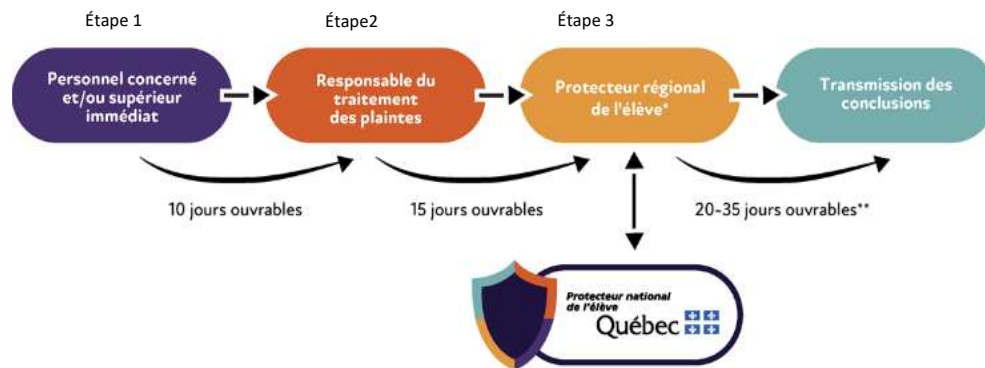 Étape 1
Étape2
Étape 3
Personnel concerné
et/ou supérieur
immédiat
Responsable du
traitement
des plaintes
Protecteur régional
de l'élève*
Transmission des
conclusions
10 jours ouvrables
15 jours ouvrables
20-35 jours ouvrables**
Protecteur national
de l'élève
Québec